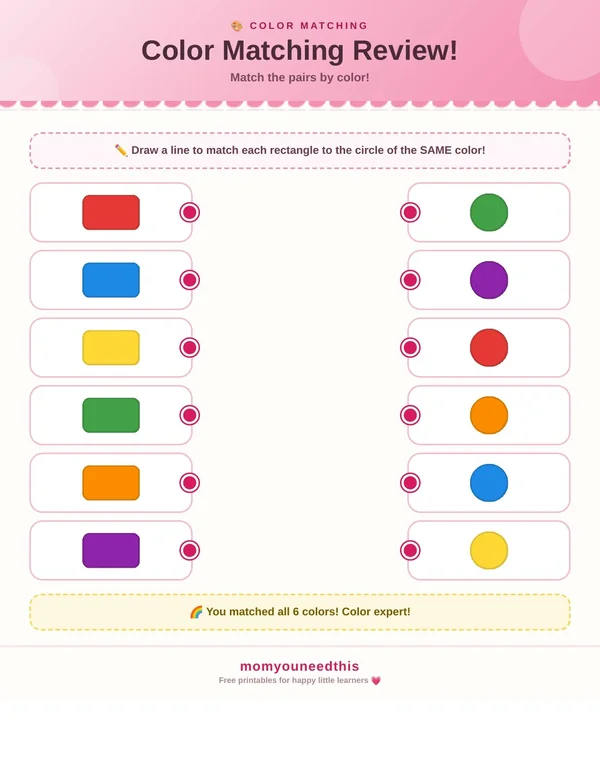 🎨 COLOR MATCHING
Color Matching Review!
Match the pairs by color!
✏️ Draw a line to match each rectangle to the circle of the SAME color!
🌈 You matched all 6 colors! Color expert!
momyouneedthis
Free printables for happy little learners 💗